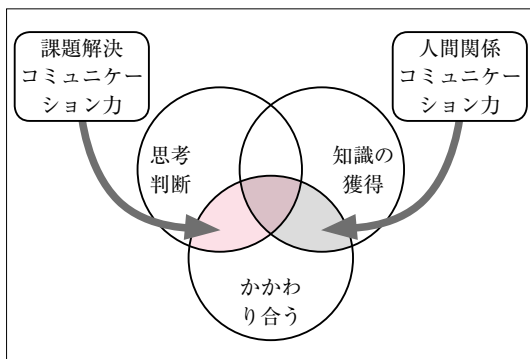 課題解決
コミュニケー
ション力
人間関係
コミュニケー
ション力
思考
判断
知識の
獲得
かかわ
り合う